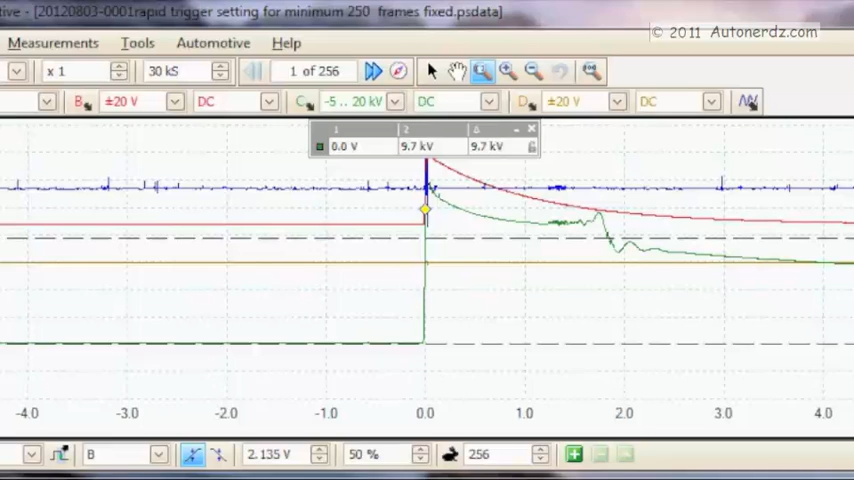 tive - [20120803-0001rapid trigger setting for minimum 250 frames fixed.psdata]
© 2011 Autonerdz.com
Measurements Tools Automotive Help
x 1 30 kS 1 of 256
B ±20 V DC C -5 .. 20 kV DC D ±20 V DC
1 2 Δ
0.0 V 9.7 kV 9.7 kV
-4.0 -3.0 -2.0 -1.0 0.0 1.0 2.0 3.0 4.0
B 2.135 V 50 % 256